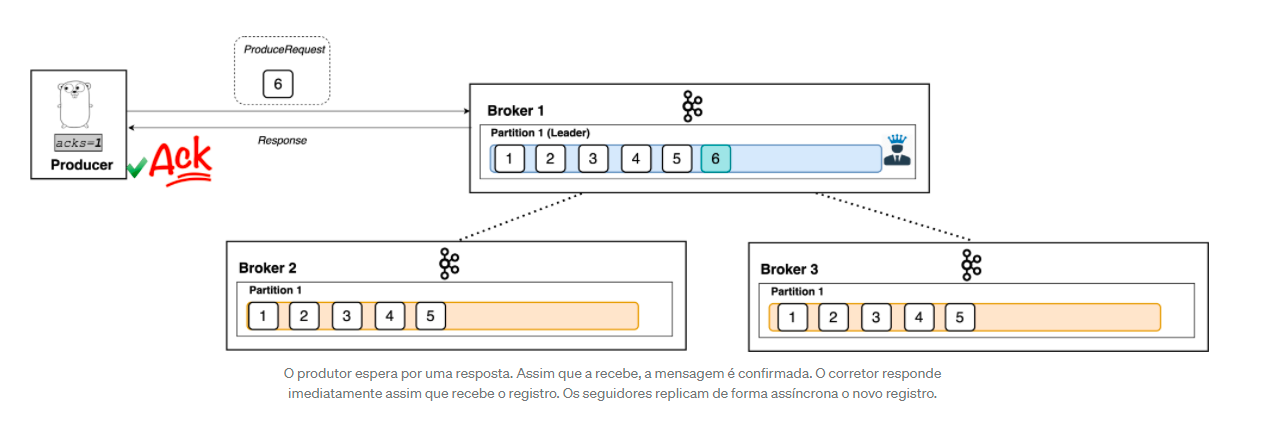 ProduceRequest
6
acks=1
Producer
Ack
Response
Broker 1
Partition 1 (Leader)
1 2 3 4 5 6
Broker 2
Partition 1
1 2 3 4 5
Broker 3
Partition 1
1 2 3 4 5
O produtor espera por uma resposta. Assim que a recebe, a mensagem é confirmada. O corretor responde
imediatamente assim que recebe o registro. Os seguidores replicam de forma assíncrona o novo registro.